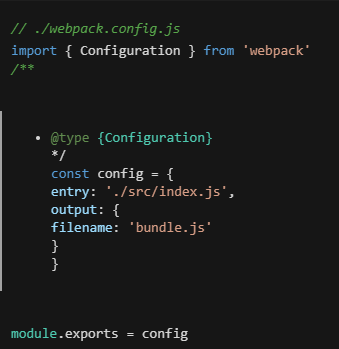 // ./webpack.config.js
import { Configuration } from 'webpack'
/**
• @type {Configuration}
*/
const config = {
entry: './src/index.js',
output: {
filename: 'bundle.js'
}
}
module.exports = config